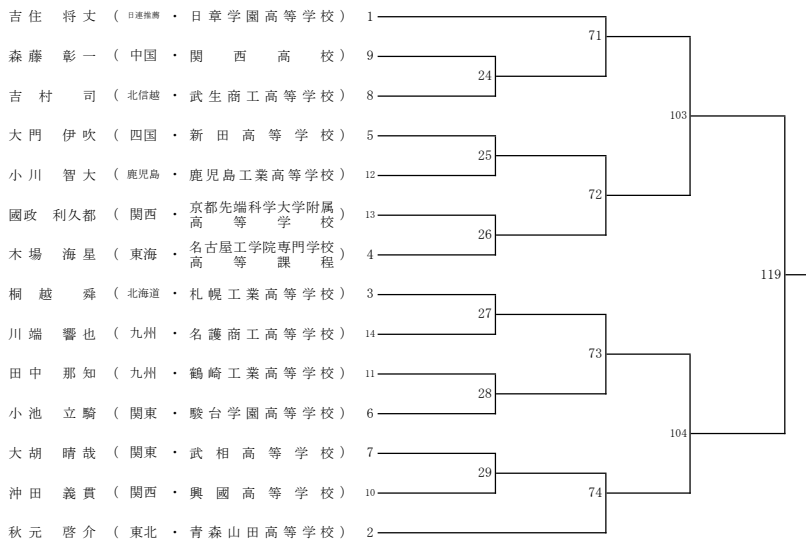 吉住 将丈 ( 日連推薦 ・ 日章学園高等学校 ) 1
71
森藤 彰一 ( 中国 ・ 関西高校 ) 9
24
吉村 司 ( 北信越 ・ 武生商工高等学校 ) 8
103
大門 伊吹 ( 四国 ・ 新田高等学校 ) 5
25
小川 智大 ( 鹿児島 ・ 鹿児島工業高等学校 ) 12
72
國政 利久都 ( 関西 ・ 京都先端科学大学附属
高等学校 ) 13
26
木場 海星 ( 東海 ・ 名古屋工学院専門学校
高等課程 ) 4
119
桐越 舜 ( 北海道 ・ 札幌工業高等学校 ) 3
27
川端 響也 ( 九州 ・ 名護商工高等学校 ) 14
73
田中 那知 ( 九州 ・ 鶴崎工業高等学校 ) 11
28
小池 立騎 ( 関東 ・ 駿台学園高等学校 ) 6
104
大胡 晴哉 ( 関東 ・ 武相高等学校 ) 7
29
沖田 義貫 ( 関西 ・ 興國高等学校 ) 10
74
秋元 啓介 ( 東北 ・ 青森山田高等学校 ) 2